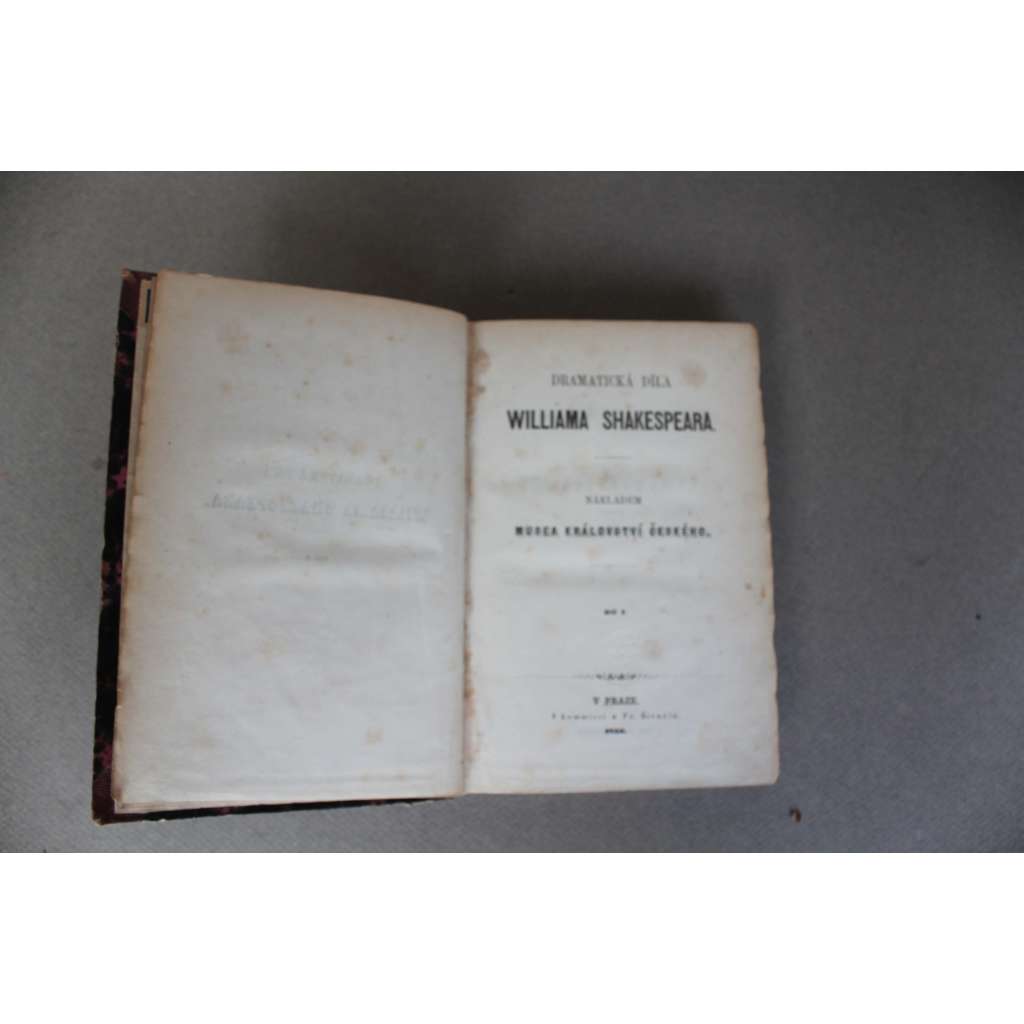 DRAMATICKÁ DÍLA
WILLIAMA SHAKESPEARA.
NÁKLADEM
MUSEA KRÁLOVSTVÍ ČESKÉHO.
V PRAZE.